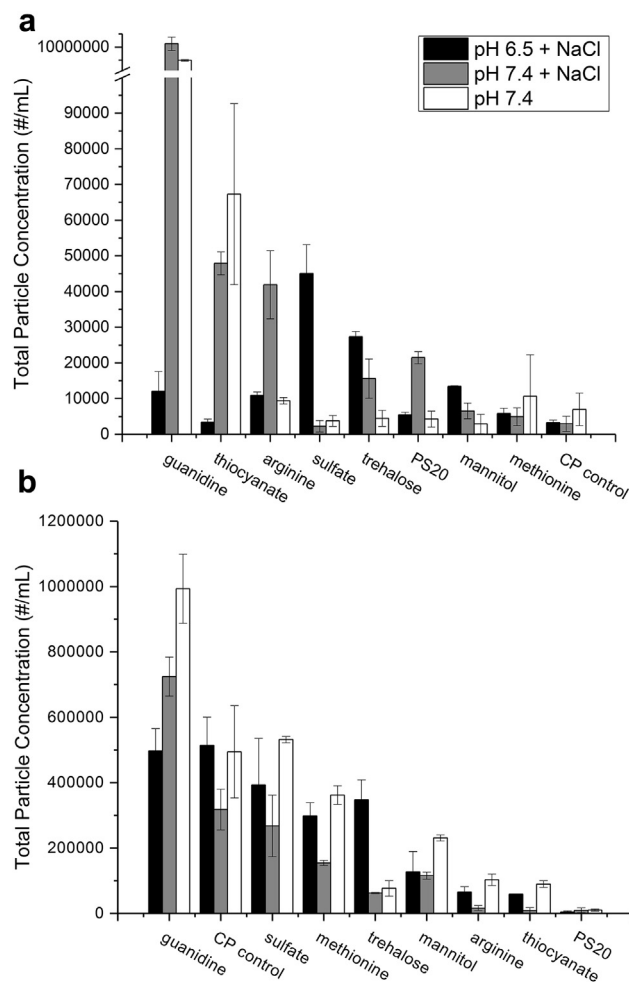 a
10000000
90000
80000
70000
60000
50000
40000
30000
20000
10000
0
Total Particle Concentration (#/mL)
pH 6.5 + NaCl
pH 7.4 + NaCl
pH 7.4
guanidine
thiocyanate
arginine
sulfate
trehalose
PS20
mannitol
methionine
CP control
b
1200000
1000000
800000
600000
400000
200000
0
Total Particle Concentration (#/mL)
guanidine
CP control
sulfate
methionine
trehalose
mannitol
arginine
thiocyanate
PS20